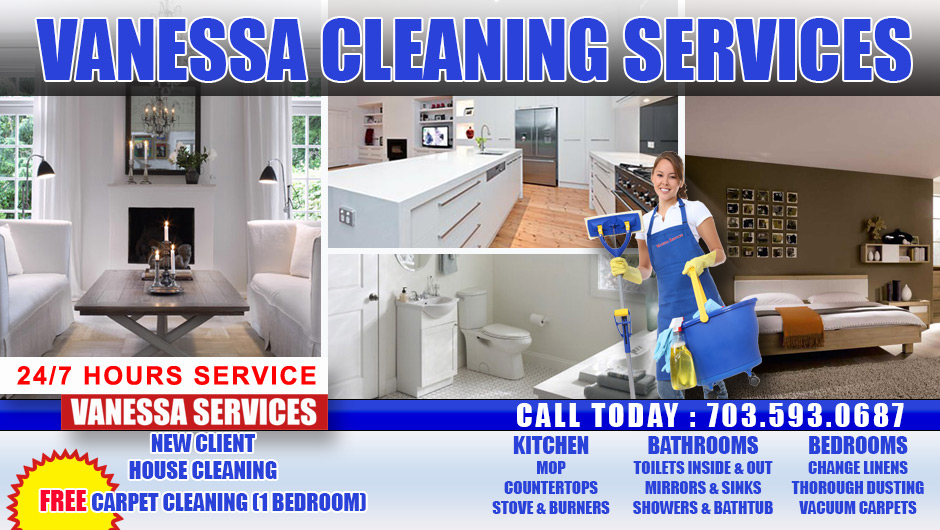 VANESSA CLEANING SERVICES
24/7 HOURS SERVICE
VANESSA SERVICES
CALL TODAY : 703.593.0687
NEW CLIENT
HOUSE CLEANING
FREE CARPET CLEANING (1 BEDROOM)
KITCHEN
MOP
COUNTERTOPS
STOVE & BURNERS
BATHROOMS
TOILETS INSIDE & OUT
MIRRORS & SINKS
SHOWERS & BATHTUB
BEDROOMS
CHANGE LINENS
THOROUGH DUSTING
VACUUM CARPETS